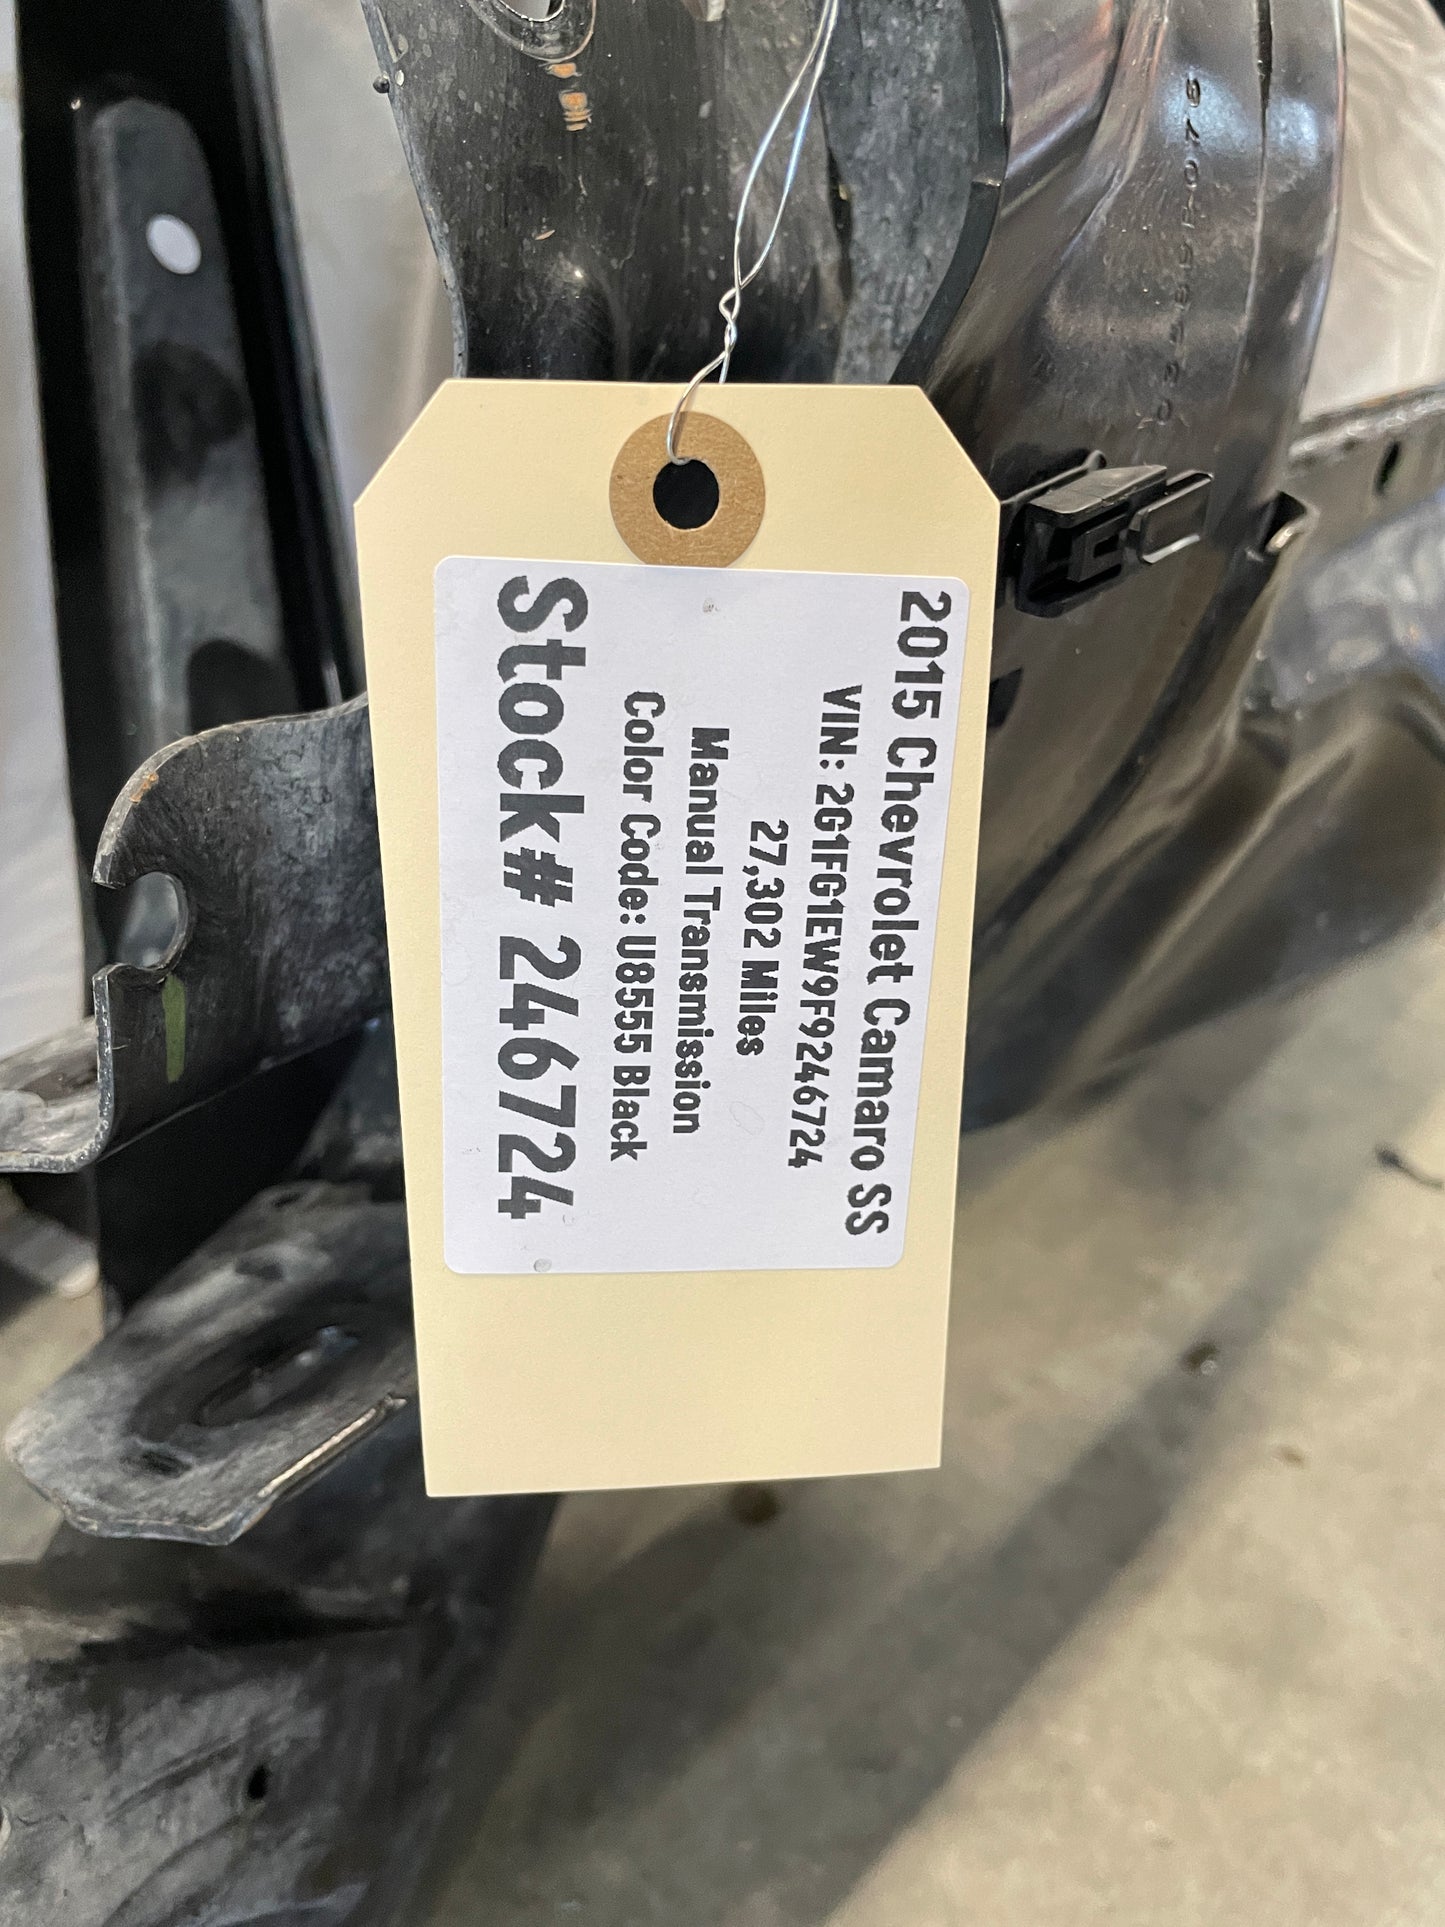 2015 Chevrolet Camaro SS
VIN: 2G1FG1EW9F9246724
27,302 Miles
Manual Transmission
Color Code: U8555 Black
Stock# 246724